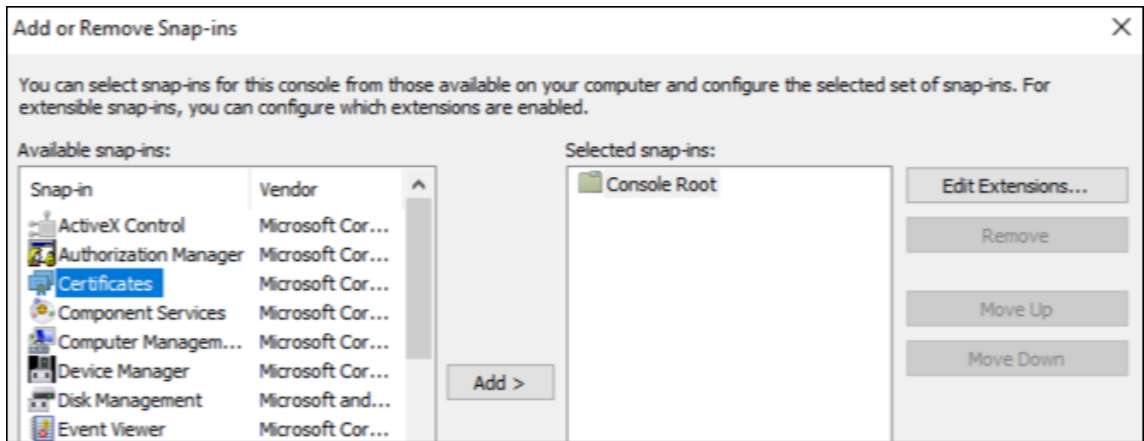 Add or Remove Snap-ins
You can select snap-ins for this console from those available on your computer and configure the selected set of snap-ins. For
extensible snap-ins, you can configure which extensions are enabled.
Available snap-ins:
Snap-in Vendor
ActiveX Control Microsoft Cor...
Authorization Manager Microsoft Cor...
Certificates Microsoft Cor...
Component Services Microsoft Cor...
Computer Managem... Microsoft Cor...
Device Manager Microsoft Cor...
Disk Management Microsoft and...
Event Viewer Microsoft Cor...
Add >
Selected snap-ins:
Console Root
Edit Extensions...
Remove
Move Up
Move Down